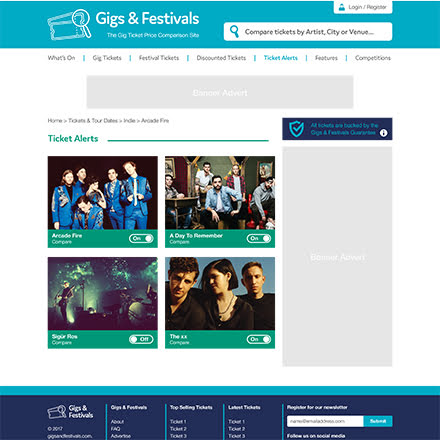 Login / Register
Gigs & Festivals
The Gig Ticket Price Comparison Site
Compare tickets by Artist, City or Venue...
What's On | Gig Tickets | Festival Tickets | Discounted Tickets | Ticket Alerts | Features | Competitions
Banner Advert
Home > Tickets & Tour Dates > Indie > Arcade Fire
All tickets are backed by the
Gigs & Festivals Guarantee
Ticket Alerts
Arcade Fire
Compare
On
A Day To Remember
Compare
On
Banner Advert
Sigúr Ros
Compare
Off
The xx
Compare
On
Gigs &
Festivals
© 2017
gigsandfestivals.com.
Gigs & Festivals
About
FAQ
Advertise
Top Selling Tickets
Ticket 1
Ticket 2
Ticket 3
Latest Tickets
Ticket 1
Ticket 2
Ticket 3
Register for our newsletter
name@emailaddress.com
Submit
Follow us on social media